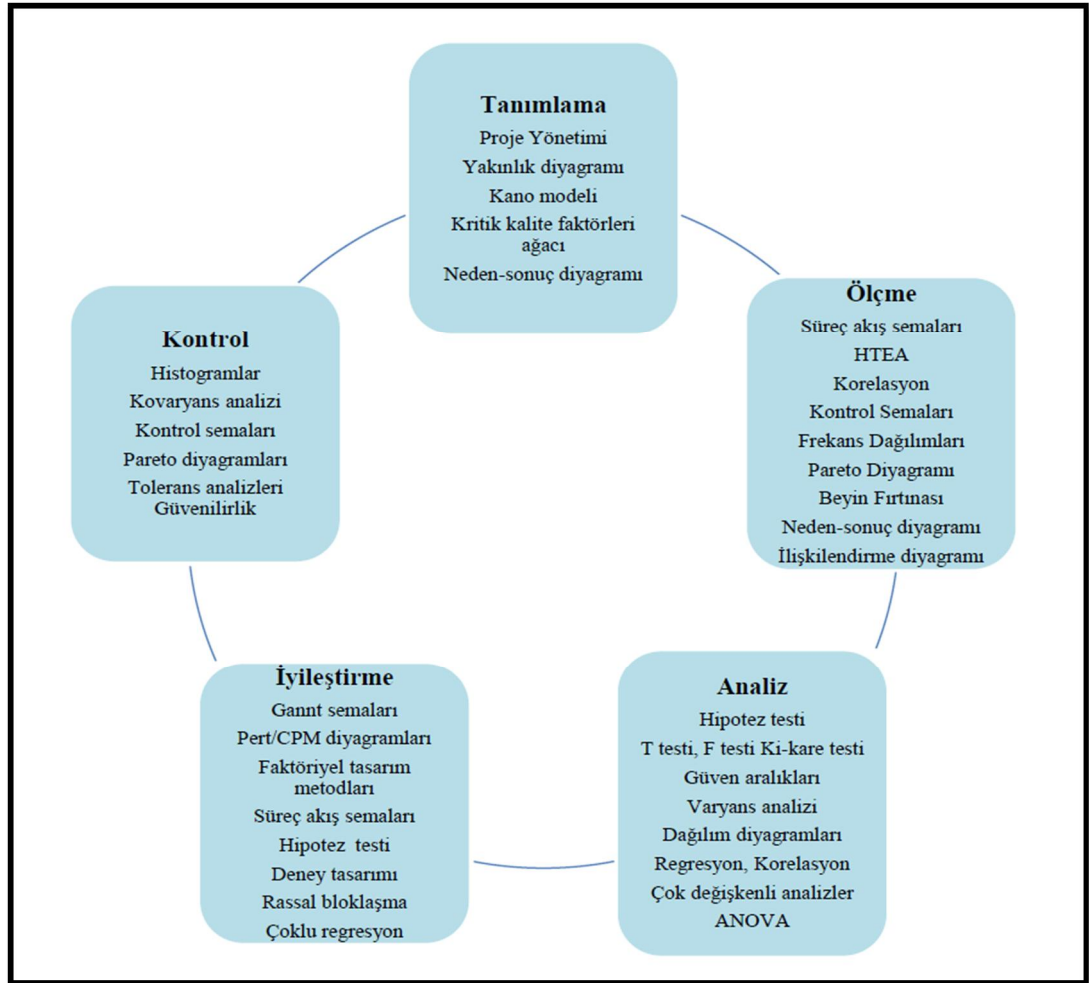 Tanımlama
Proje Yönetimi
Yakınlık diyagramı
Kano modeli
Kritik kalite faktörleri
ağacı
Neden-sonuç diyagramı
Ölçme
Süreç akış semaları
HTEA
Korelasyon
Kontrol Semaları
Frekans Dağılımları
Pareto Diyagramı
Beyin Fırtınası
Neden-sonuç diyagramı
İlişkilendirme diyagramı
Analiz
Hipotez testi
T testi, F testi Ki-kare testi
Güven aralıkları
Varyans analizi
Dağılım diyagramları
Regresyon, Korelasyon
Çok değişkenli analizler
ANOVA
İyileştirme
Gannt semaları
Pert/CPM diyagramları
Faktöriyel tasarım
metodları
Süreç akış semaları
Hipotez testi
Deney tasarımı
Rassal bloklaşma
Çoklu regresyon
Kontrol
Histogramlar
Kovaryans analizi
Kontrol semaları
Pareto diyagramları
Tolerans analizleri
Güvenilirlik